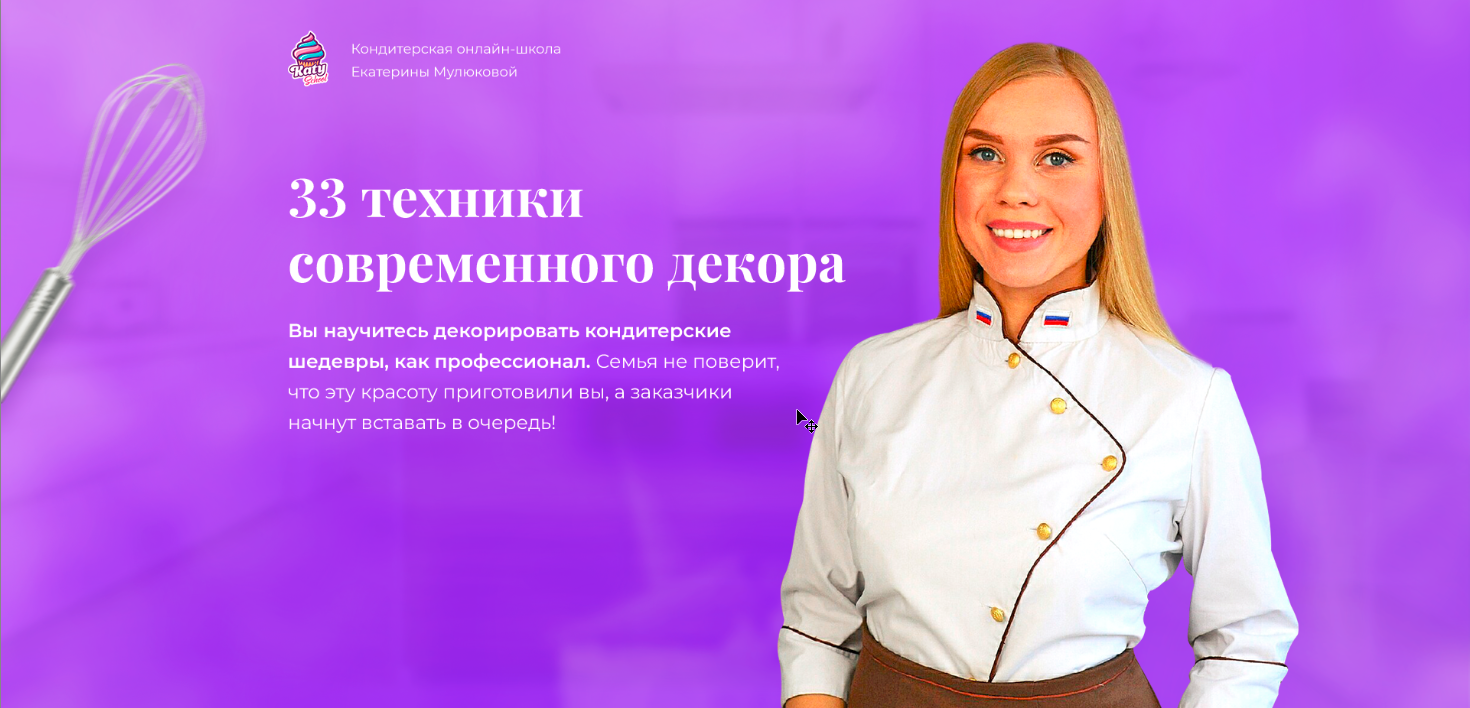 Кондитерская онлайн-школа
Екатерины Мулюковой
Katy
School
33 техники
современного декора
Вы научитесь декорировать кондитерские
шедевры, как профессионал. Семья не поверит,
что эту красоту приготовили вы, а заказчики
начнут вставать в очередь!